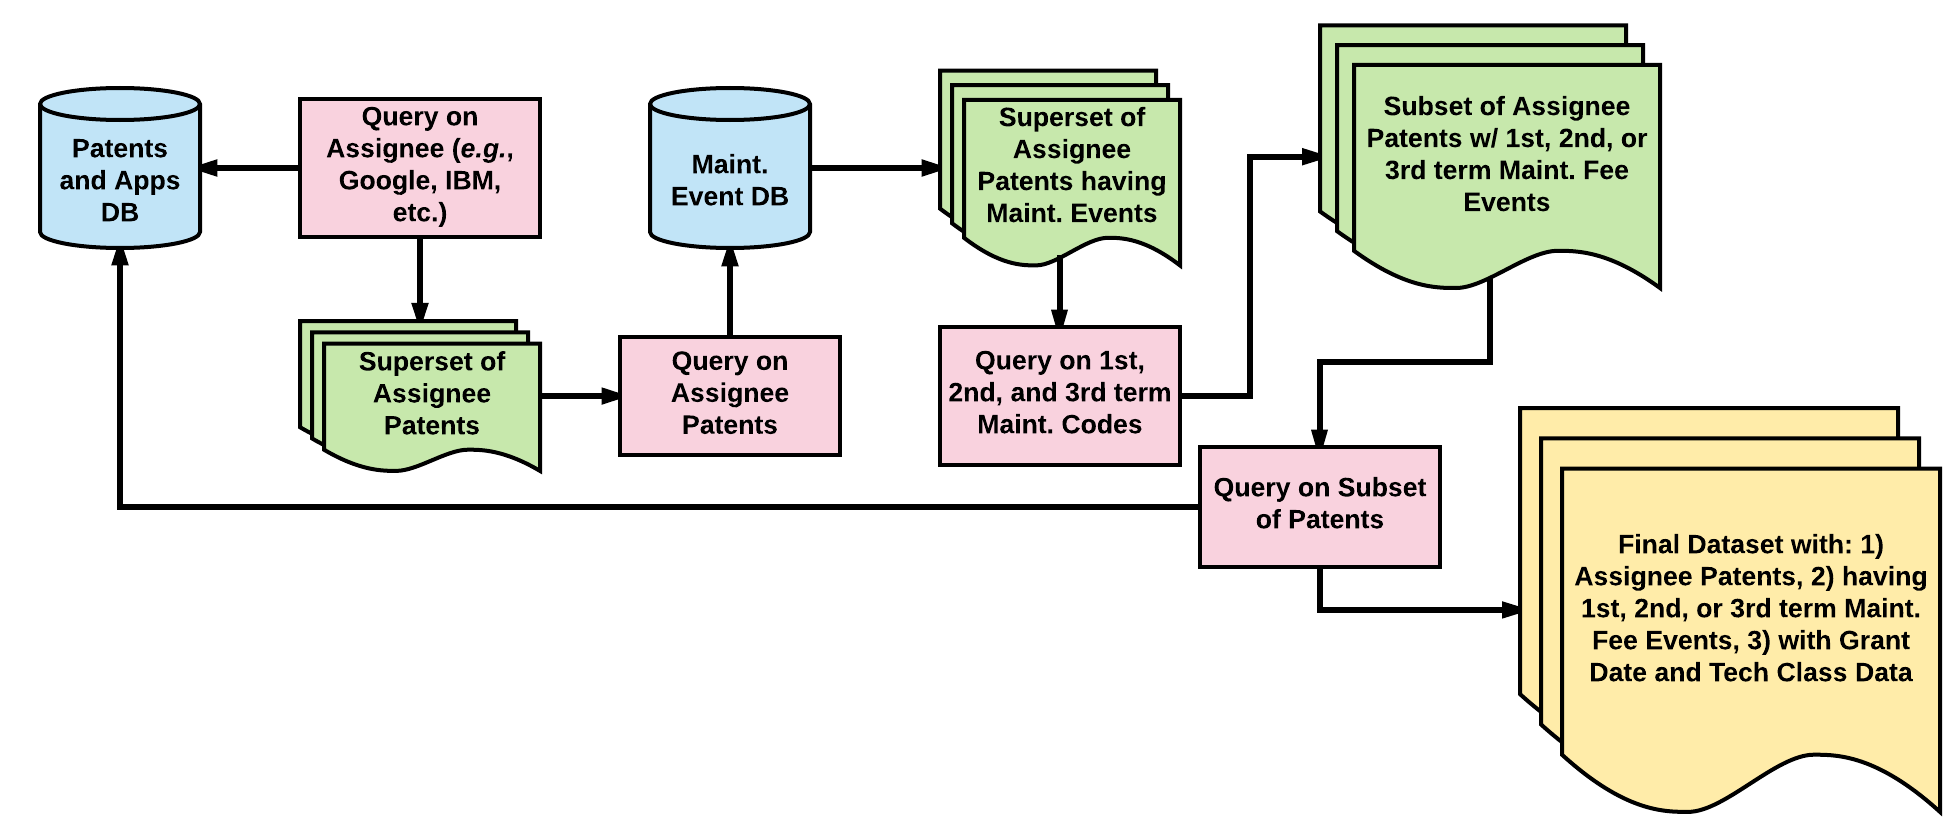 Patents
and Apps
DB
Query on
Assignee (e.g.,
Google, IBM,
etc.)
Maint.
Event DB
Superset of
Assignee
Patents having
Maint. Events
Subset of Assignee
Patents w/ 1st, 2nd, or
3rd term Maint. Fee
Events
Superset of
Assignee
Patents
Query on
Assignee
Patents
Query on 1st,
2nd, and 3rd term
Maint. Codes
Query on Subset
of Patents
Final Dataset with: 1)
Assignee Patents, 2) having
1st, 2nd, or 3rd term Maint.
Fee Events, 3) with Grant
Date and Tech Class Data